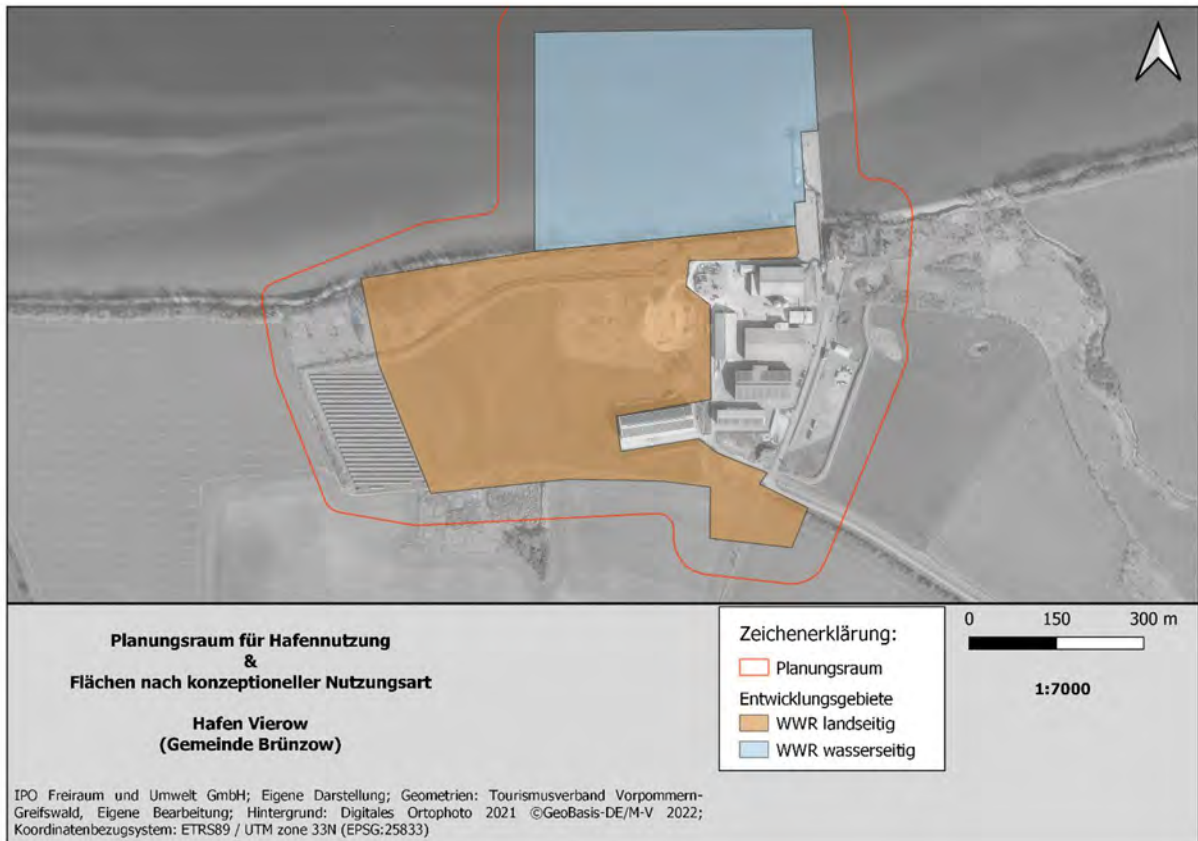 Planungsraum für Hafennutzung
&
Flächen nach konzeptioneller Nutzungsart
Hafen Vierow
(Gemeinde Brünzow)
IPO Freiraum und Umwelt GmbH; Eigene Darstellung; Geometrien: Tourismusverband Vorpommern-
Greifswald, Eigene Bearbeitung; Hintergrund: Digitales Ortophoto 2021 ©GeoBasis-DE/M-V 2022;
Koordinatenbezugsystem: ETRS89 / UTM zone 33N (EPSG:25833)
Zeichenerklärung:
Planungsraum
Entwicklungsgebiete
WWR landseitig
WWR wasserseitig
0 150 300 m
1:7000